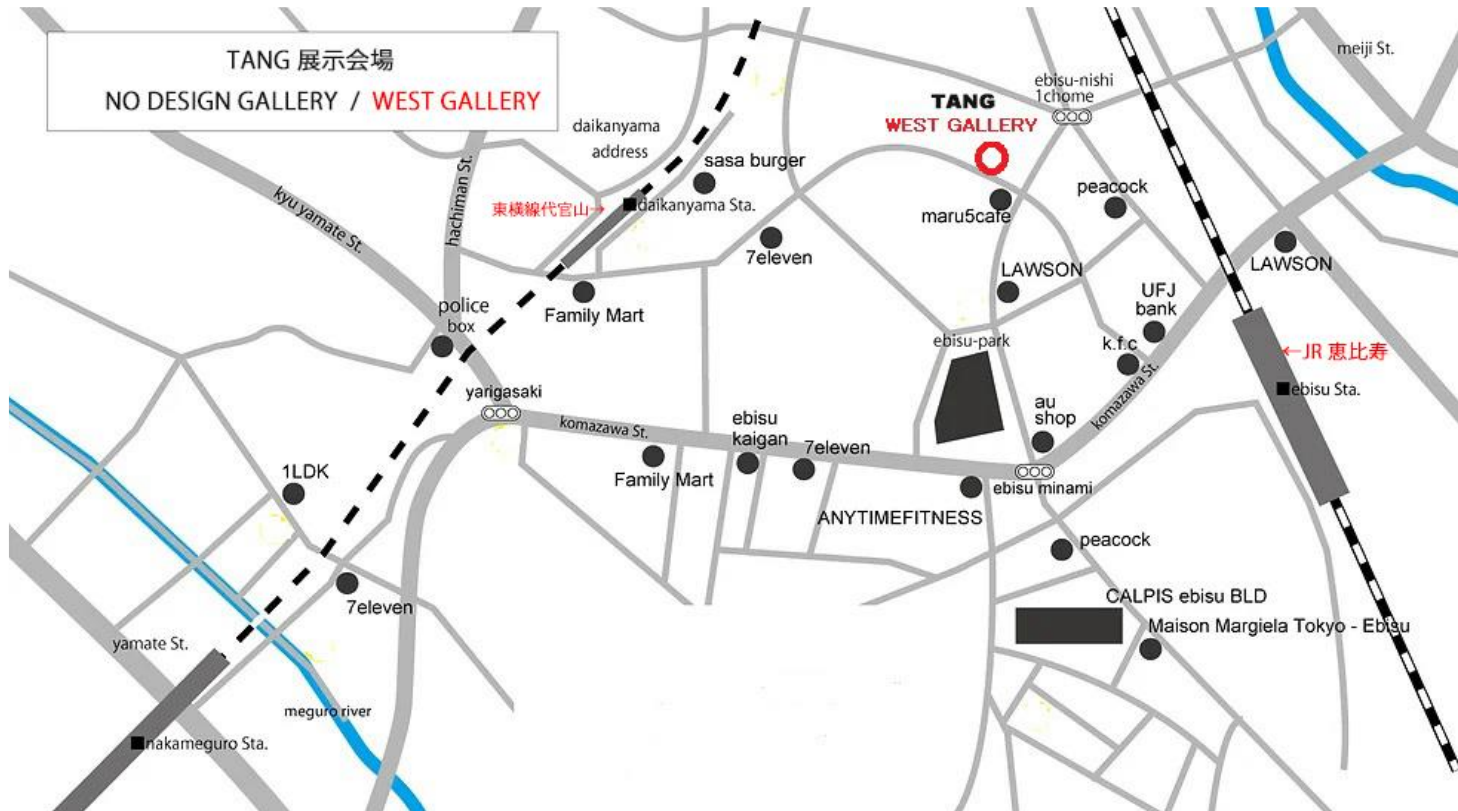 TANG 展示会場
NO DESIGN GALLERY / WEST GALLERY
meiji St.
ebisu-nishi
1chome
TANG
WEST GALLERY
daikanyama
address
sasa burger
hachiman St.
kyu yamate St.
東横線代官山→
daikanyama Sta.
peacock
maru5cafe
7eleven
LAWSON
LAWSON
UFJ
bank
police
box
Family Mart
ebisu-park
k.f.c
←JR 恵比寿
ebisu Sta.
yarigasaki
komazawa St.
komazawa St.
au
shop
ebisu
kaigan
7eleven
1LDK
Family Mart
ebisu minami
ANYTIMEFITNESS
peacock
7eleven
CALPIS ebisu BLD
Maison Margiela Tokyo - Ebisu
yamate St.
meguro river
nakameguro Sta.